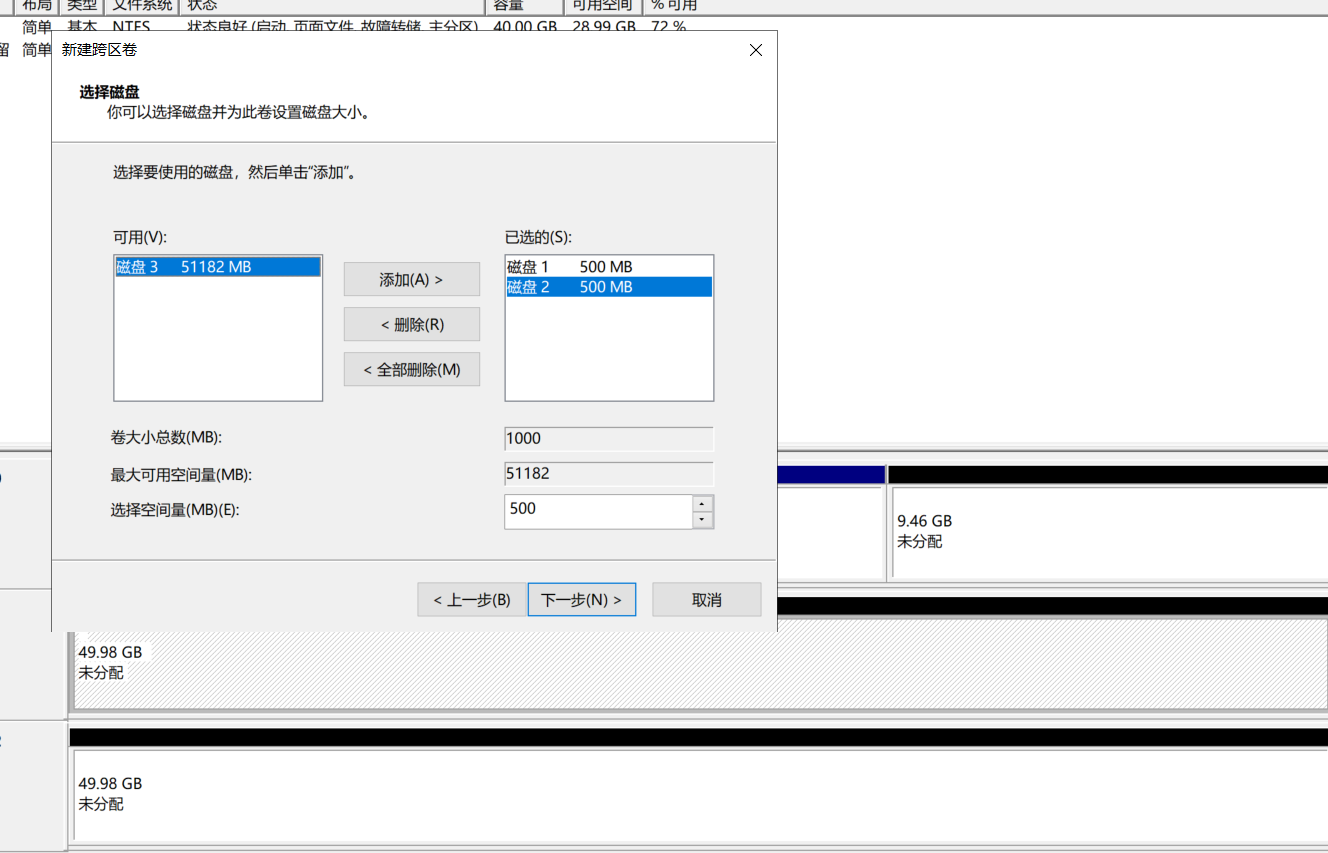 布局 类型 文件系统 状态 容量 可用空间 % 可用
简单 基本 NTFS 状态良好 (启动, 页面文件, 故障转储, 主分区) 40.00 GB 28.99 GB 72 %
留 简单
新建跨区卷
选择磁盘
你可以选择磁盘并为此卷设置磁盘大小。
选择要使用的磁盘，然后单击“添加”。
可用(V):
已选的(S):
磁盘 3 51182 MB
磁盘 1 500 MB
磁盘 2 500 MB
添加(A) >
< 删除(R)
< 全部删除(M)
卷大小总数(MB):
1000
最大可用空间量(MB):
51182
选择空间量(MB)(E):
500
< 上一步(B)
下一步(N) >
取消
9.46 GB
未分配
49.98 GB
未分配
49.98 GB
未分配